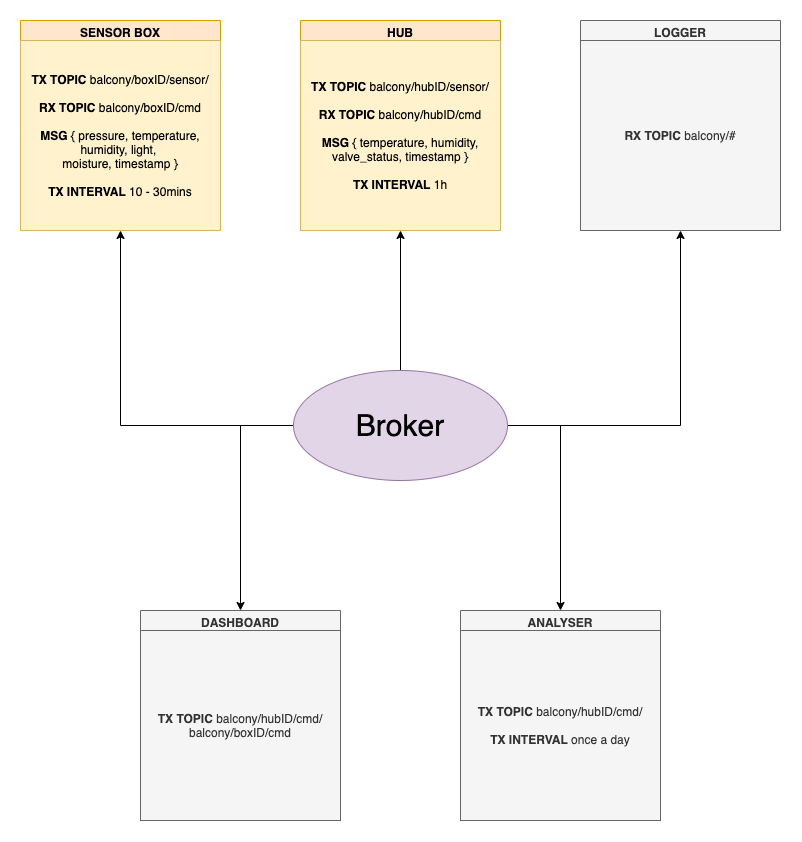 SENSOR BOX
TX TOPIC balcony/boxID/sensor/
RX TOPIC balcony/boxID/cmd
MSG { pressure, temperature,
humidity, light,
moisture, timestamp }
TX INTERVAL 10 - 30mins
HUB
TX TOPIC balcony/hubID/sensor/
RX TOPIC balcony/hubID/cmd
MSG { temperature, humidity,
valve_status, timestamp }
TX INTERVAL 1h
LOGGER
RX TOPIC balcony/#
Broker
DASHBOARD
TX TOPIC balcony/hubID/cmd/
balcony/boxID/cmd
ANALYSER
TX TOPIC balcony/hubID/cmd/
TX INTERVAL once a day